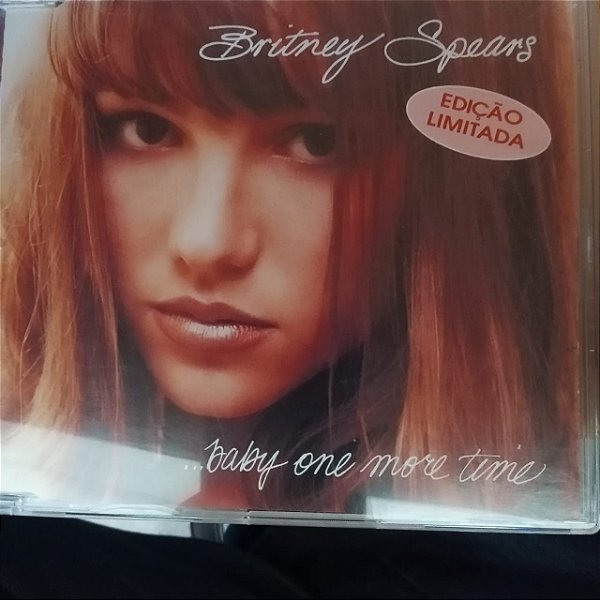 Britney Spears
EDIÇÃO
LIMITADA
...baby one more time